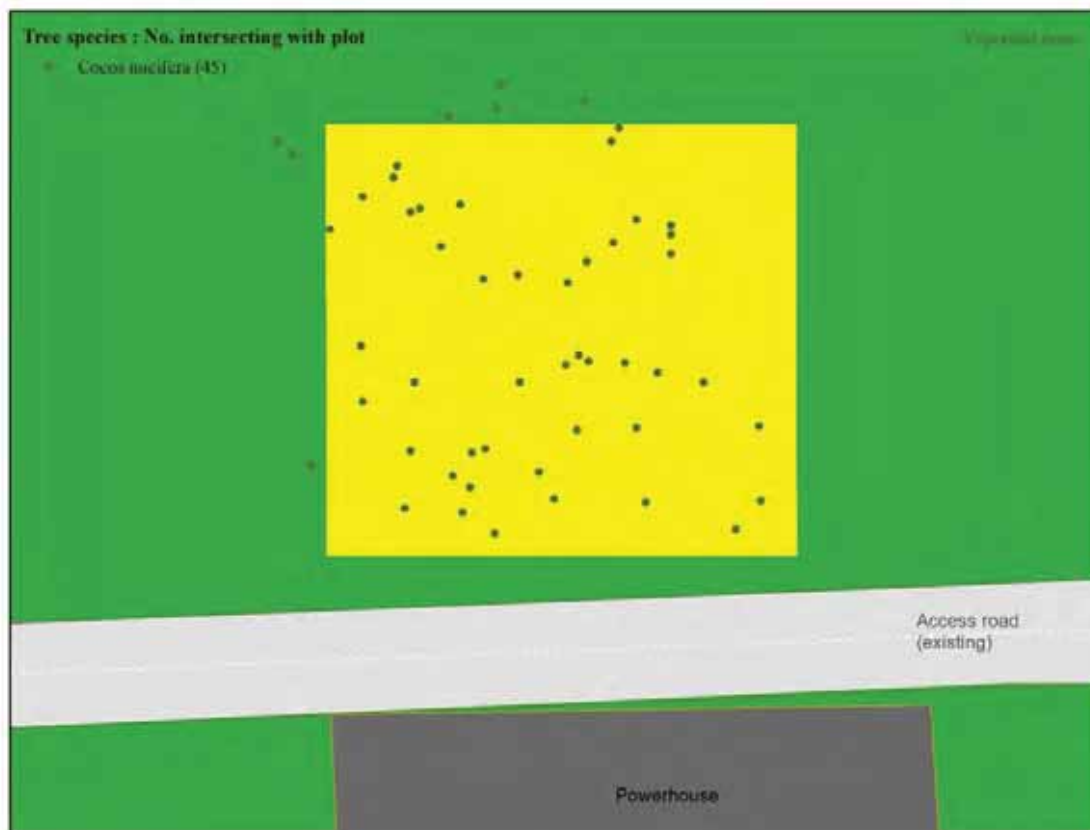 Tree species : No. intersecting with plot
Cocos nucifera (45)
Access road
(existing)
Powerhouse